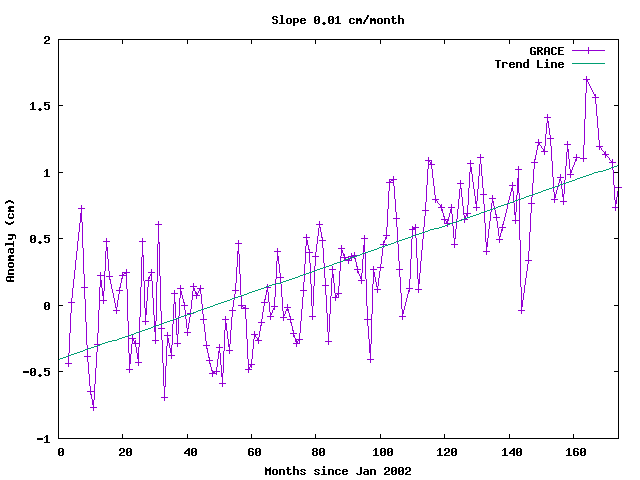 Slope 0.01 cm/month
GRACE
Trend Line
2
1.5
1
0.5
0
-0.5
-1
Anomaly (cm)
0 20 40 60 80 100 120 140 160
Months since Jan 2002